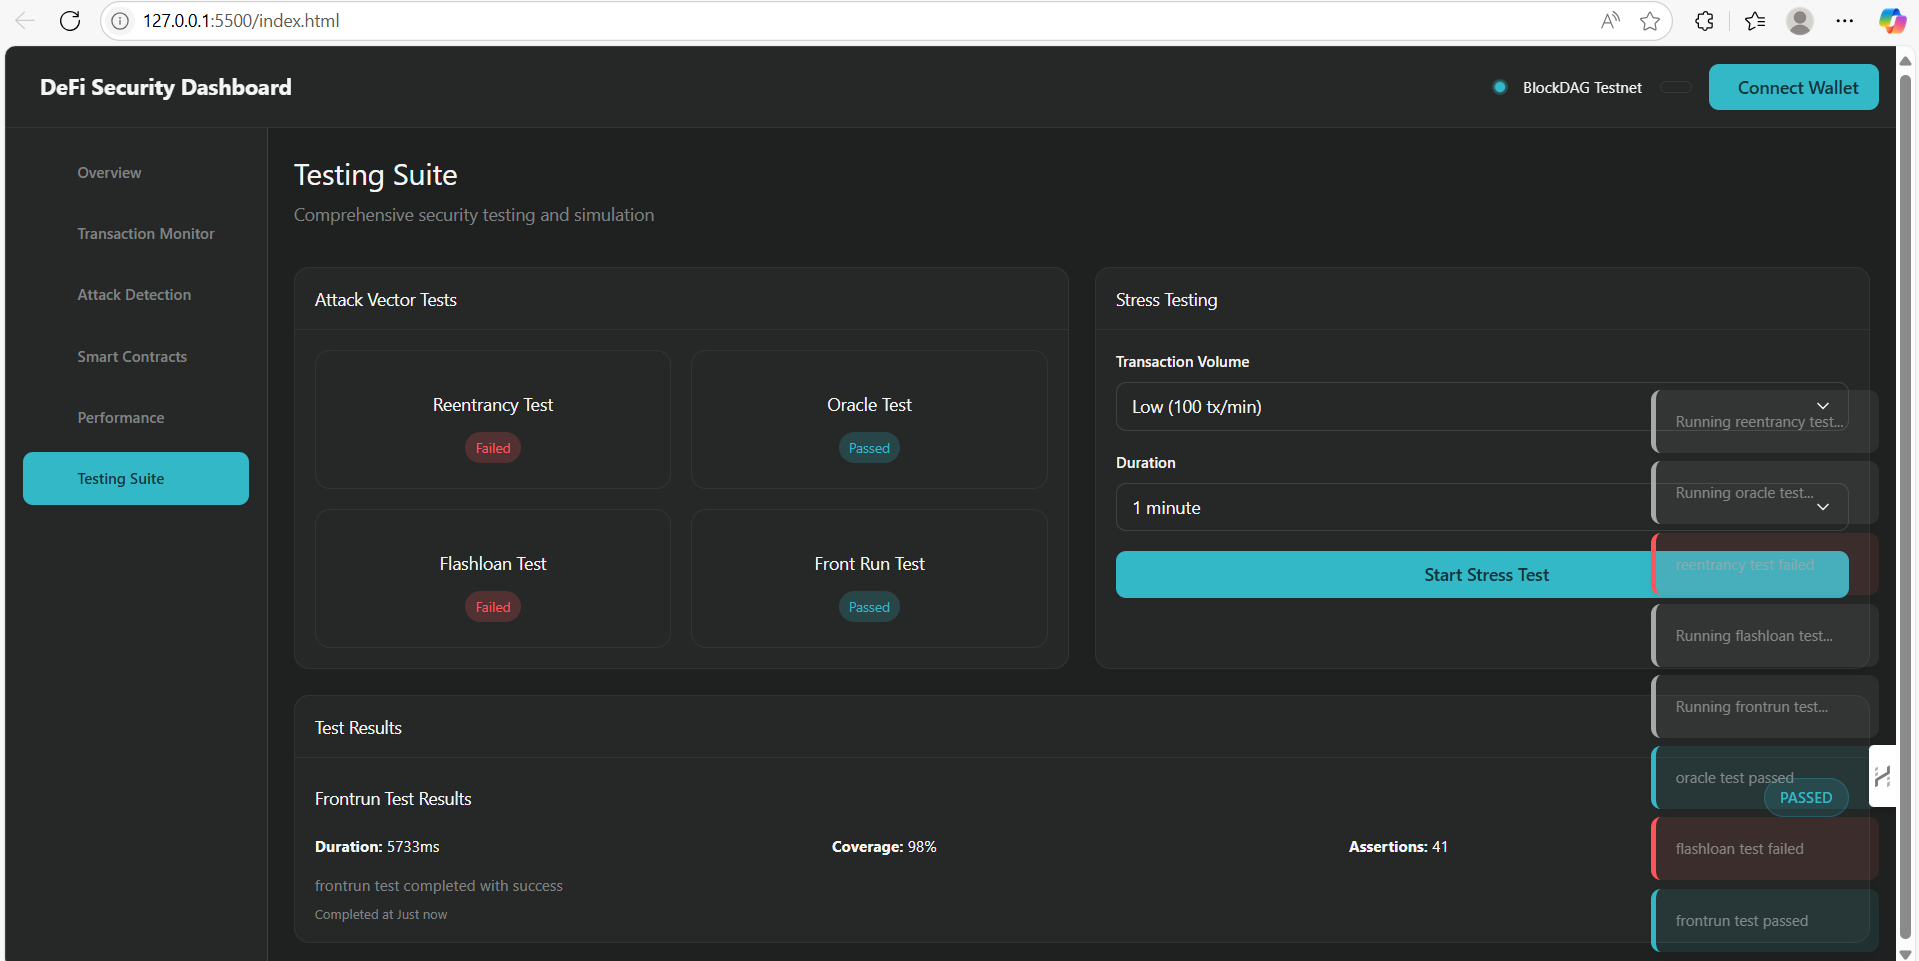 127.0.0.1:5500/index.html
DeFi Security Dashboard
BlockDAG Testnet
Connect Wallet
Overview
Transaction Monitor
Attack Detection
Smart Contracts
Performance
Testing Suite
Testing Suite
Comprehensive security testing and simulation
Attack Vector Tests
Reentrancy Test
Failed
Oracle Test
Passed
Flashloan Test
Failed
Front Run Test
Passed
Stress Testing
Transaction Volume
Low (100 tx/min)
Duration
1 minute
Start Stress Test
Test Results
Frontrun Test Results
PASSED
Duration: 5733ms
Coverage: 98%
Assertions: 41
frontrun test completed with success
Completed at Just now
Running reentrancy test...
Running oracle test...
reentrancy test failed
Running flashloan test...
Running frontrun test...
oracle test passed
flashloan test failed
frontrun test passed